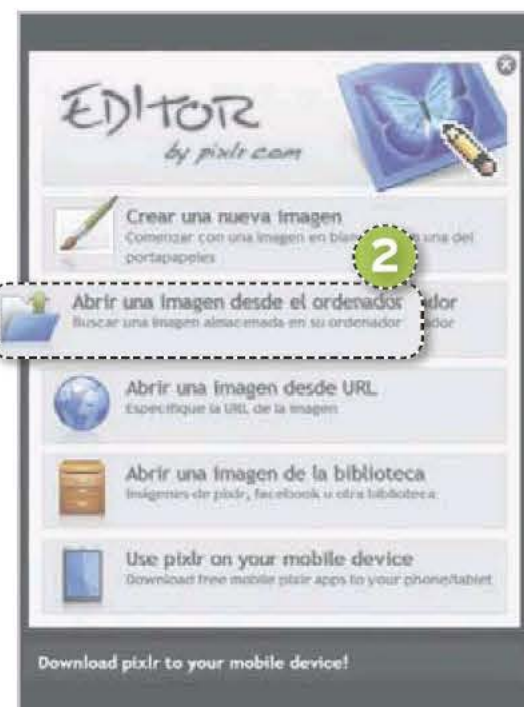 EDITOR
by pixlr.com
Crear una nueva imagen
Comenzar con una imagen en una del
portapapeles
2
Abrir una imagen desde el ordenador
Buscar una imagen almacenada en su ordenador
Abrir una imagen desde URL
Especifique la URL de la imagen
Abrir una imagen de la biblioteca
Imágenes de pixlr, facebook u otra biblioteca
Use pixlr on your mobile device
Download free mobile pixlr apps to your phone/tablet
Download pixlr to your mobile device!